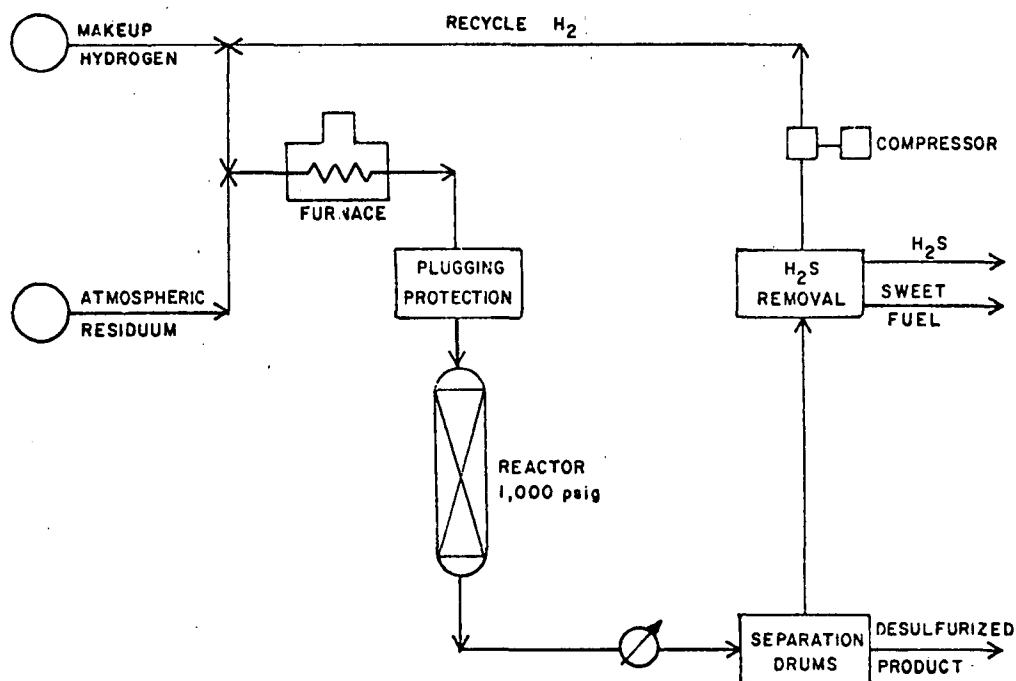 RECYCLE H2
MAKEUP
HYDROGEN
COMPRESSOR
FURNACE
PLUGGING
PROTECTION
H2S
REMOVAL
H2S
SWEET
FUEL
ATMOSPHERIC
RESIDUUM
REACTOR
1,000 psig
SEPARATION
DRUMS
DESULFURIZED
PRODUCT